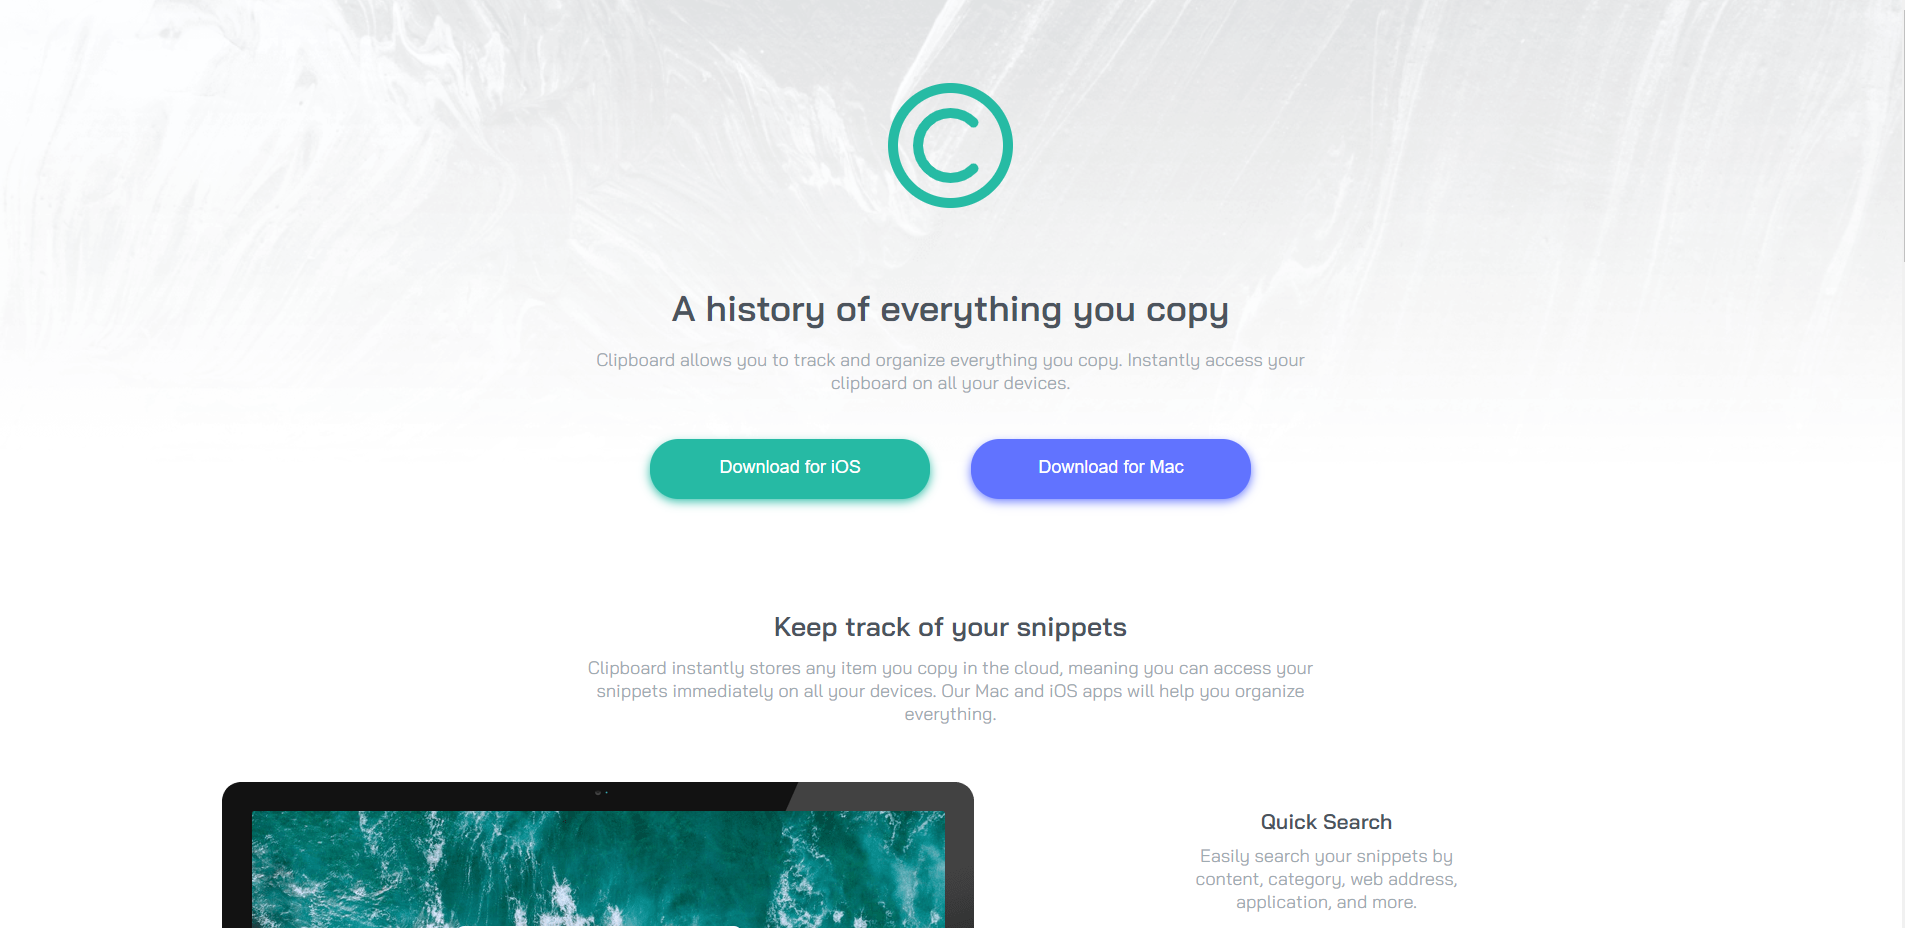 A history of everything you copy
Clipboard allows you to track and organize everything you copy. Instantly access your
clipboard on all your devices.
Download for iOS
Download for Mac
Keep track of your snippets
Clipboard instantly stores any item you copy in the cloud, meaning you can access your
snippets immediately on all your devices. Our Mac and iOS apps will help you organize
everything.
Quick Search
Easily search your snippets by
content, category, web address,
application, and more.